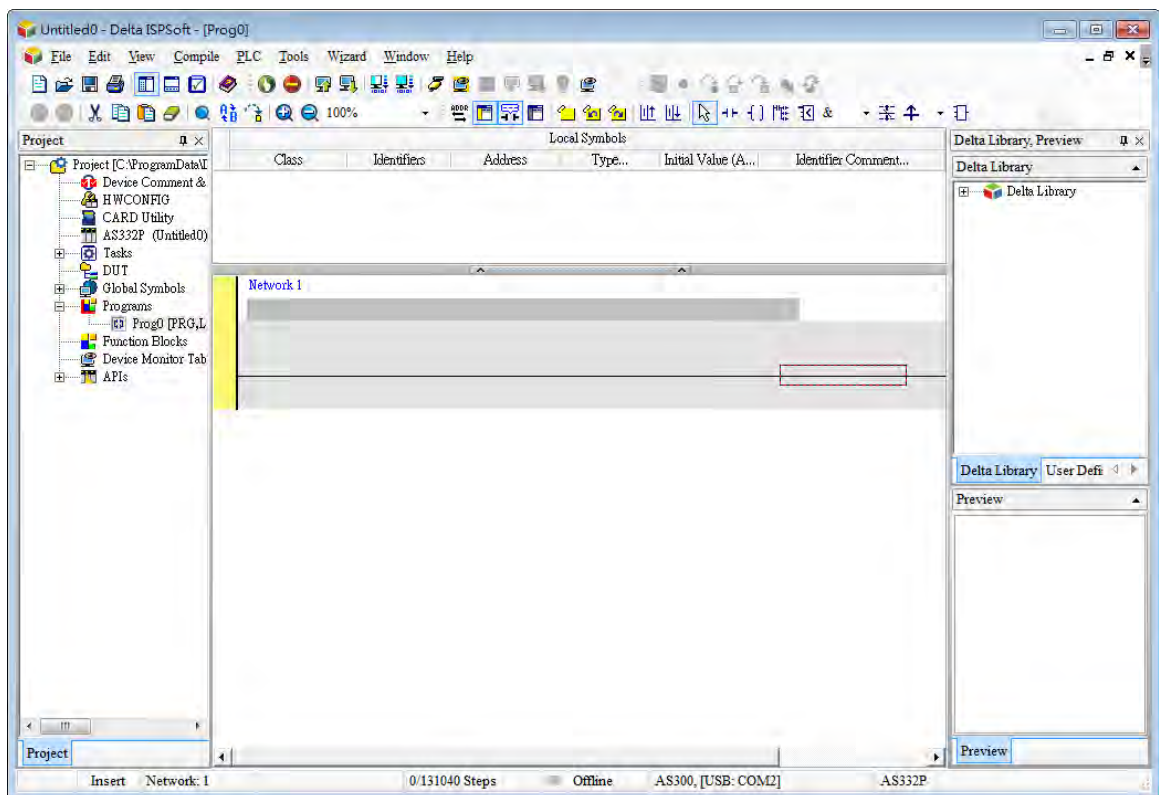 Untitled0 - Delta ISPSoft - [Prog0]
File Edit View Compile PLC Tools Wizard Window Help
100%
Project
Local Symbols
Delta Library, Preview
Class Identifiers Address Type... Initial Value (A... Identifier Comment...
Delta Library
Project [C:\ProgramData\D
Device Comment &
HWCONFIG
CARD Utility
AS332P (Untitled0)
Tasks
DUT
Global Symbols
Programs
Prog0 [PRG,L
Function Blocks
Device Monitor Tab
APIs
Network 1
Delta Library
Delta Library User Defi
Preview
Project
Preview
Insert Network: 1 0/131040 Steps Offline AS300, [USB: COM2] AS332P